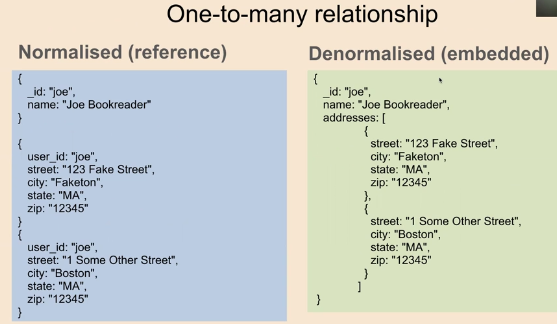 One-to-many relationship
Normalised (reference)
{
_id: "joe",
name: "Joe Bookreader"
}
{
user_id: "joe",
street: "123 Fake Street",
city: "Faketon",
state: "MA",
zip: "12345"
}
{
user_id: "joe",
street: "1 Some Other Street",
city: "Boston",
state: "MA",
zip: "12345"
}
Denormalised (embedded)
{
_id: "joe",
name: "Joe Bookreader",
addresses: [
{
street: "123 Fake Street",
city: "Faketon",
state: "MA",
zip: "12345"
},
{
street: "1 Some Other Street",
city: "Boston",
state: "MA",
zip: "12345"
}
]
}